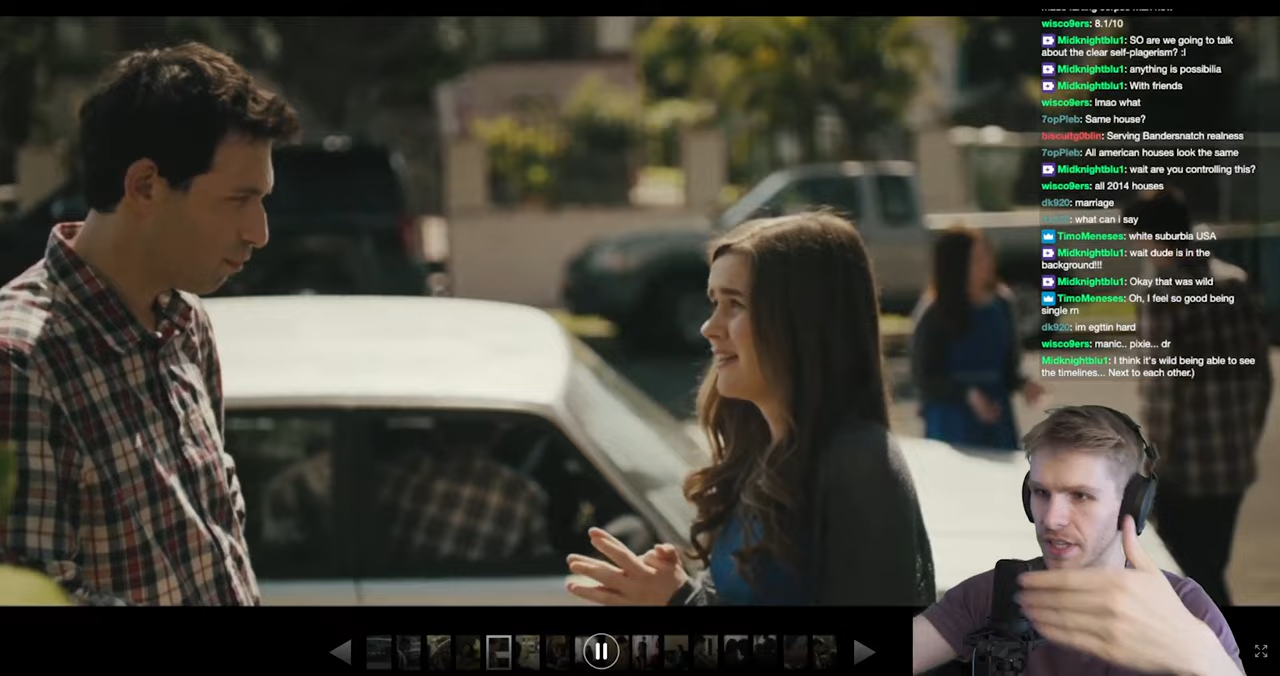 wisco9ers: 8.1/10
Midknightblu1: SO are we going to talk
about the clear self-plagerism? :l
Midknightblu1: anything is possibilia
Midknightblu1: With friends
wisco9ers: lmao what
7opPleb: Same house?
biscuitg0blin: Serving Bandersnatch realness
7opPleb: All american houses look the same
Midknightblu1: wait are you controlling this?
wisco9ers: all 2014 houses
dk920: marriage
what can i say
TimoMeneses: white suburbia USA
Midknightblu1: wait dude is in the
background!!!
Midknightblu1: Okay that was wild
TimoMeneses: Oh, I feel so good being
single rn
dk920: im egttin hard
wisco9ers: manic.. pixie... dr
Midknightblu1: I think it's wild being able to see
the timelines... Next to each other.)